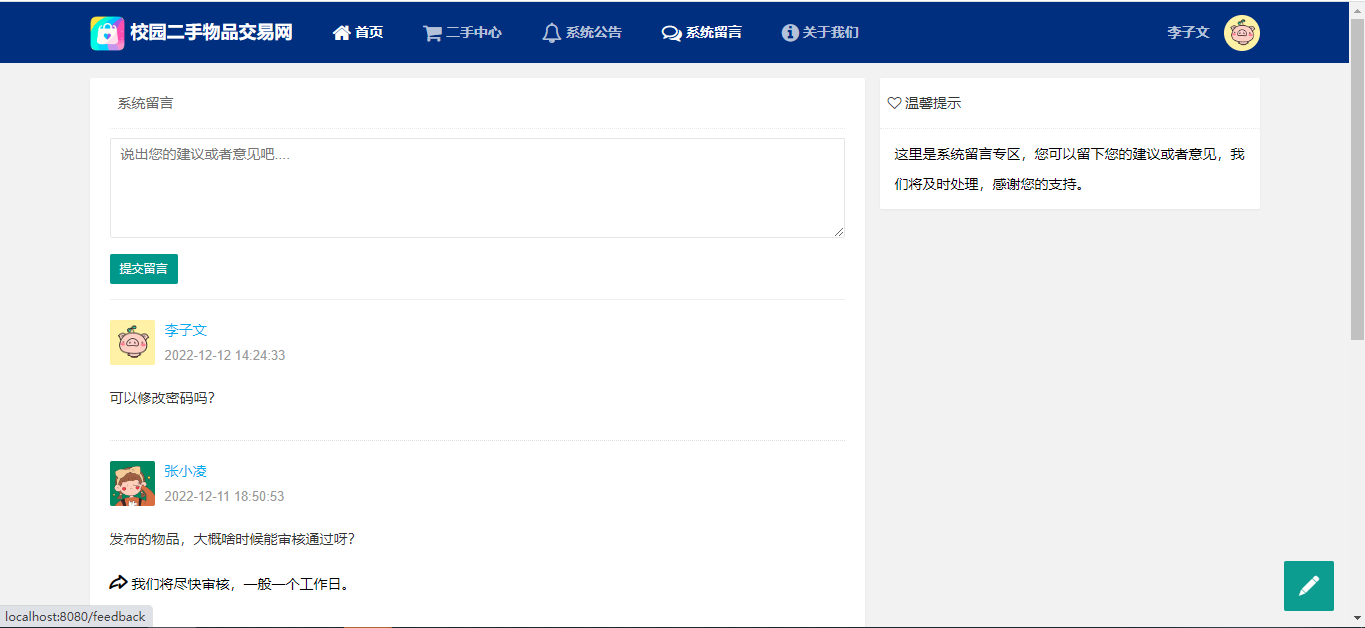 校园二手物品交易网 首页 二手中心 系统公告 系统留言 关于我们 李子文
系统留言
说出您的建议或者意见吧....
提交留言
李子文
2022-12-12 14:24:33
可以修改密码吗?
张小凌
2022-12-11 18:50:53
发布的物品，大概啥时候能审核通过呀?
我们将尽快审核，一般一个工作日。
温馨提示
这里是系统留言专区，您可以留下您的建议或者意见，我
们将及时处理，感谢您的支持。
localhost:8080/feedback